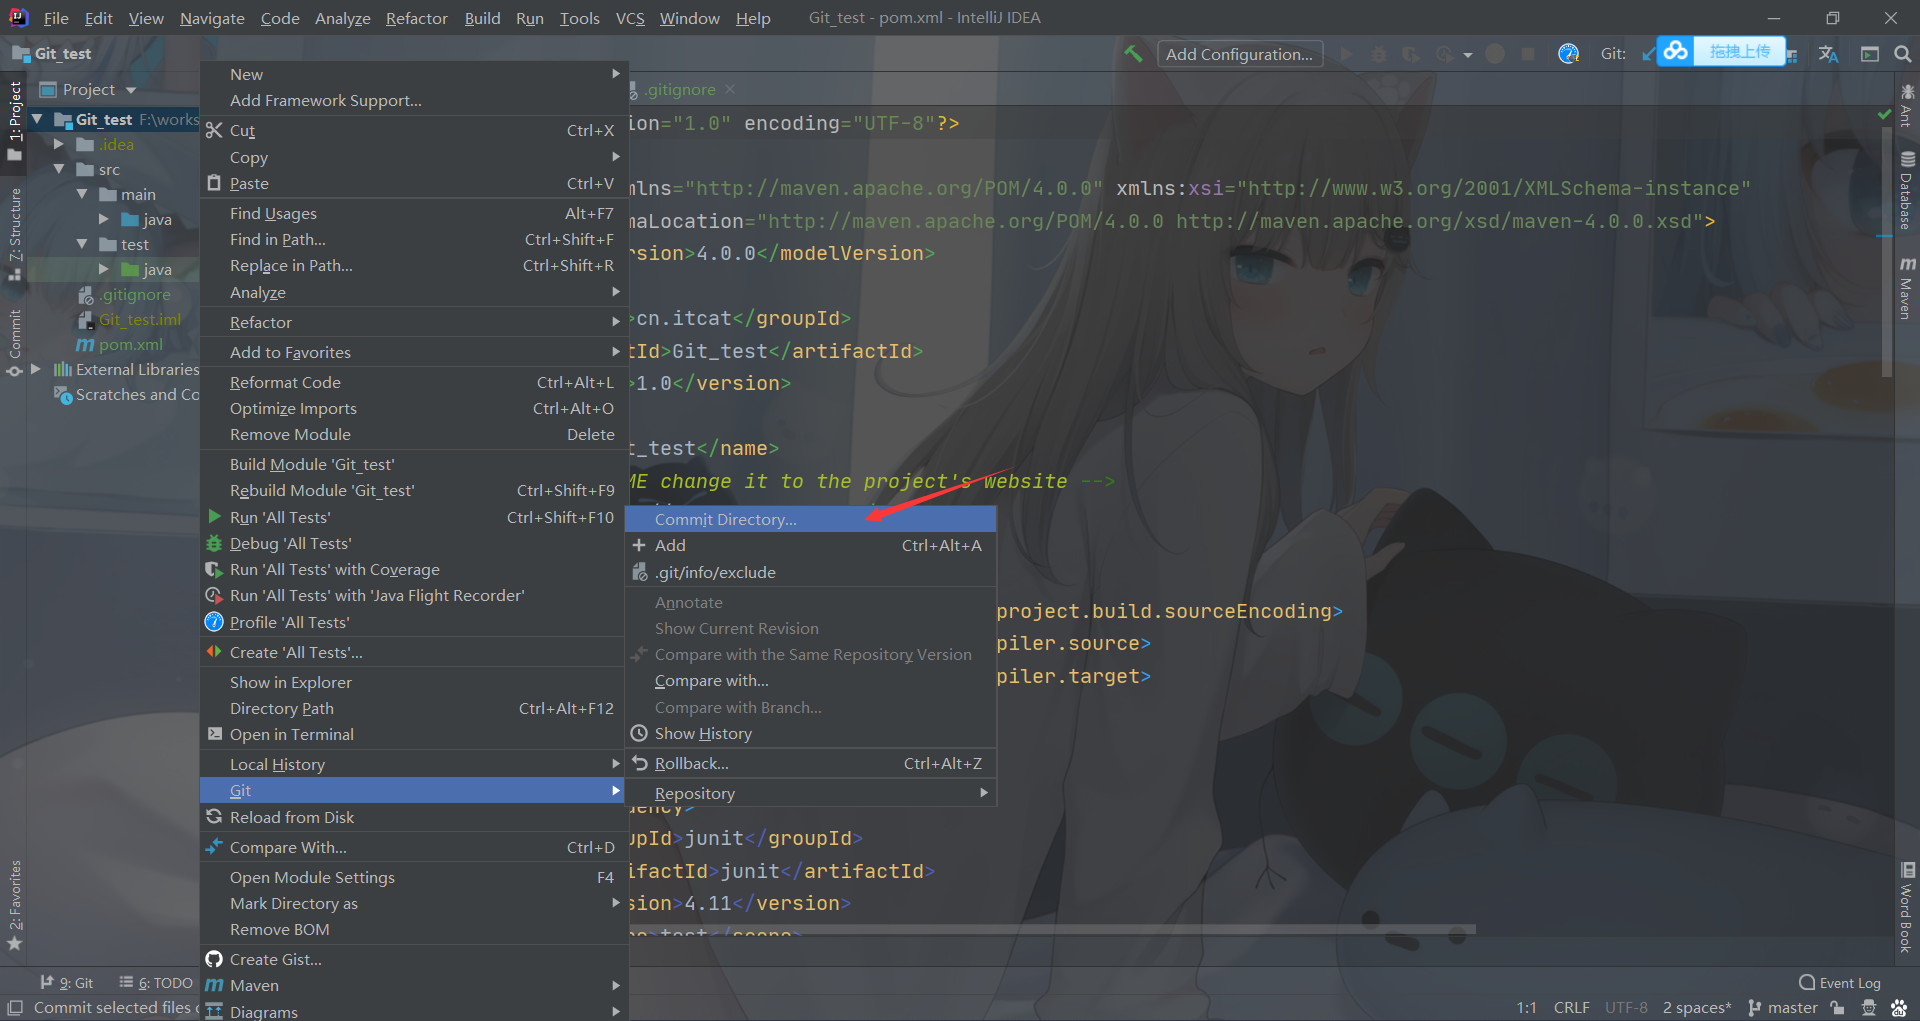 File Edit View Navigate Code Analyze Refactor Build Run Tools VCS Window Help Git_test - pom.xml - IntelliJ IDEA
Git_test Add Configuration... Git: 拖拽上传
Project
1: Project
Git_test F:\works
.idea
src
main
java
test
java
.gitignore
Git_test.iml
pom.xml
External Libraries
Scratches and Co
7: Structure
Commit
2: Favorites
New
Add Framework Support...
Cut Ctrl+X
Copy
Paste Ctrl+V
Find Usages Alt+F7
Find in Path... Ctrl+Shift+F
Replace in Path... Ctrl+Shift+R
Analyze
Refactor
Add to Favorites
Reformat Code Ctrl+Alt+L
Optimize Imports Ctrl+Alt+O
Remove Module Delete
Build Module 'Git_test'
Rebuild Module 'Git_test' Ctrl+Shift+F9
Run 'All Tests' Ctrl+Shift+F10
Debug 'All Tests'
Run 'All Tests' with Coverage
Run 'All Tests' with 'Java Flight Recorder'
Profile 'All Tests'
Create 'All Tests'...
Show in Explorer
Directory Path Ctrl+Alt+F12
Open in Terminal
Local History
Git
Reload from Disk
Compare With... Ctrl+D
Open Module Settings F4
Mark Directory as
Remove BOM
Create Gist...
Maven
Diagrams
Commit Directory...
Add Ctrl+Alt+A
.git/info/exclude
Annotate
Show Current Revision
Compare with the Same Repository Version
Compare with...
Compare with Branch...
Show History
Rollback... Ctrl+Alt+Z
Repository
.gitignore
ion="1.0" encoding="UTF-8"?>
mlns="http://maven.apache.org/POM/4.0.0" xmlns:xsi="http://www.w3.org/2001/XMLSchema-instance"
maLocation="http://maven.apache.org/POM/4.0.0 http://maven.apache.org/xsd/maven-4.0.0.xsd">
rsion>4.0.0</modelVersion>
>cn.itcat</groupId>
tId>Git_test</artifactId>
>1.0</version>
t_test</name>
ME change it to the project's website -->
project.build.sourceEncoding>
piler.source>
piler.target>
dency>
upId>junit</groupId>
ifactId>junit</artifactId>
sion>4.11</version>
pe>test</scope>
Ant
Database
Maven
Word Book
9: Git 6: TODO Event Log
Commit selected files 1:1 CRLF UTF-8 2 spaces* master